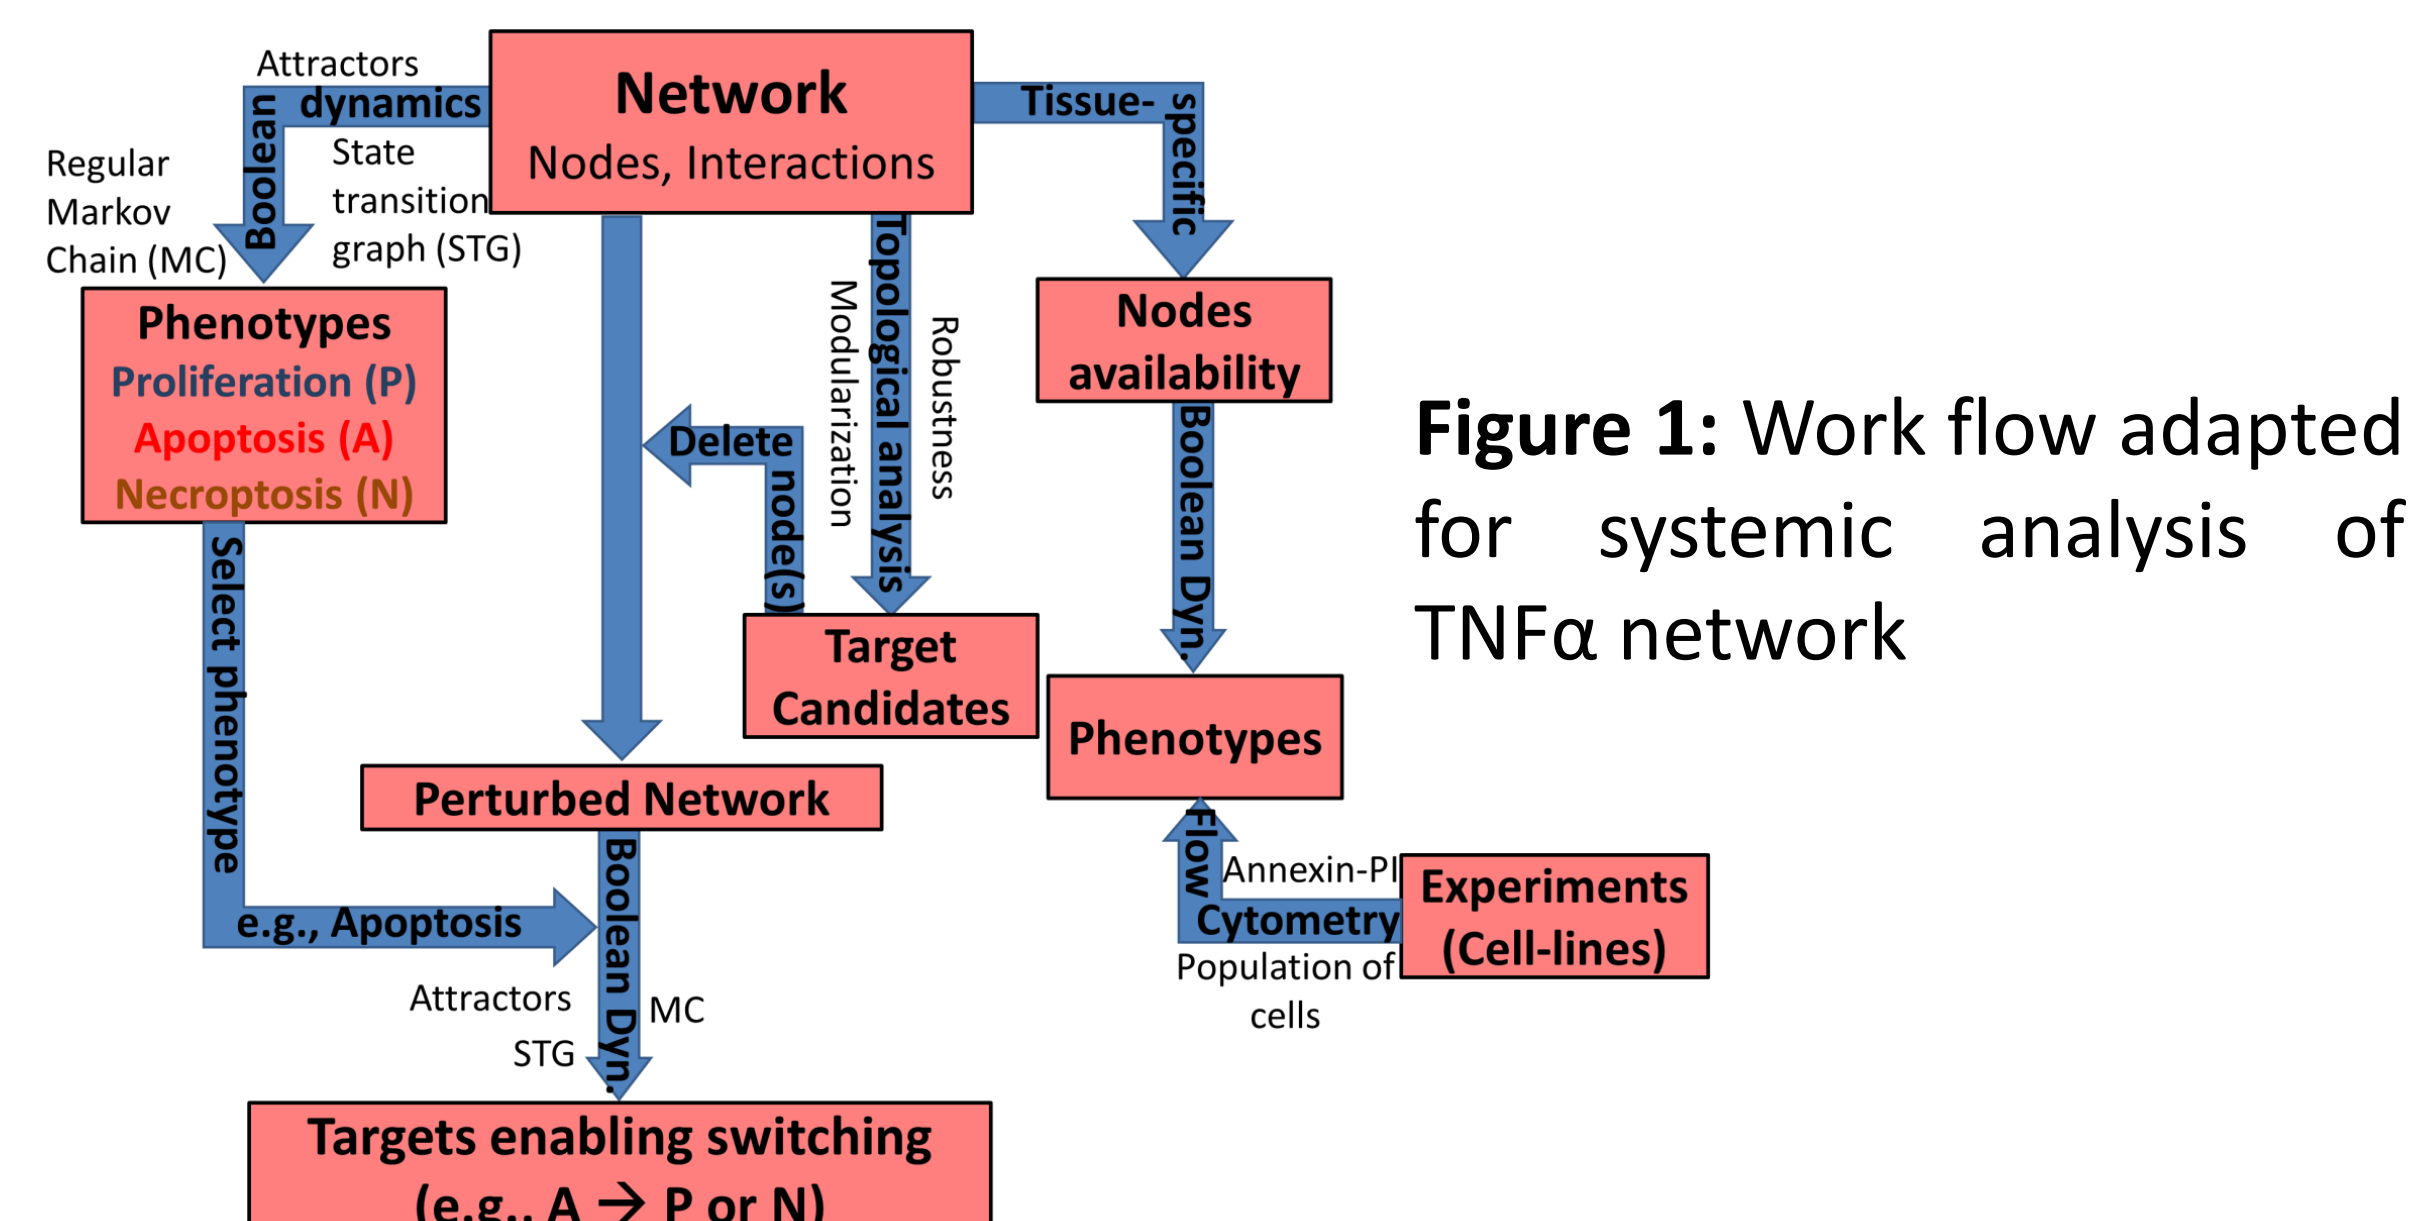 Attractors
Boolean
dynamics
Regular
Markov
Chain (MC)
State
transition
graph (STG)
Network
Nodes, Interactions
Tissue-
specific
Phenotypes
Proliferation (P)
Apoptosis (A)
Necroptosis (N)
Modularization
Topological analysis
Robustness
Delete
node(s)
Nodes
availability
Boolean Dyn.
Target
Candidates
Phenotypes
Select phenotype
e.g., Apoptosis
Perturbed Network
Boolean Dyn.
Attractors
STG
MC
Flow
Cytometry
Annexin-PI
Population of
cells
Experiments
(Cell-lines)
Targets enabling switching
(e.g., A → P or N)
Figure 1: Work flow adapted
for systemic analysis of
TNFα network